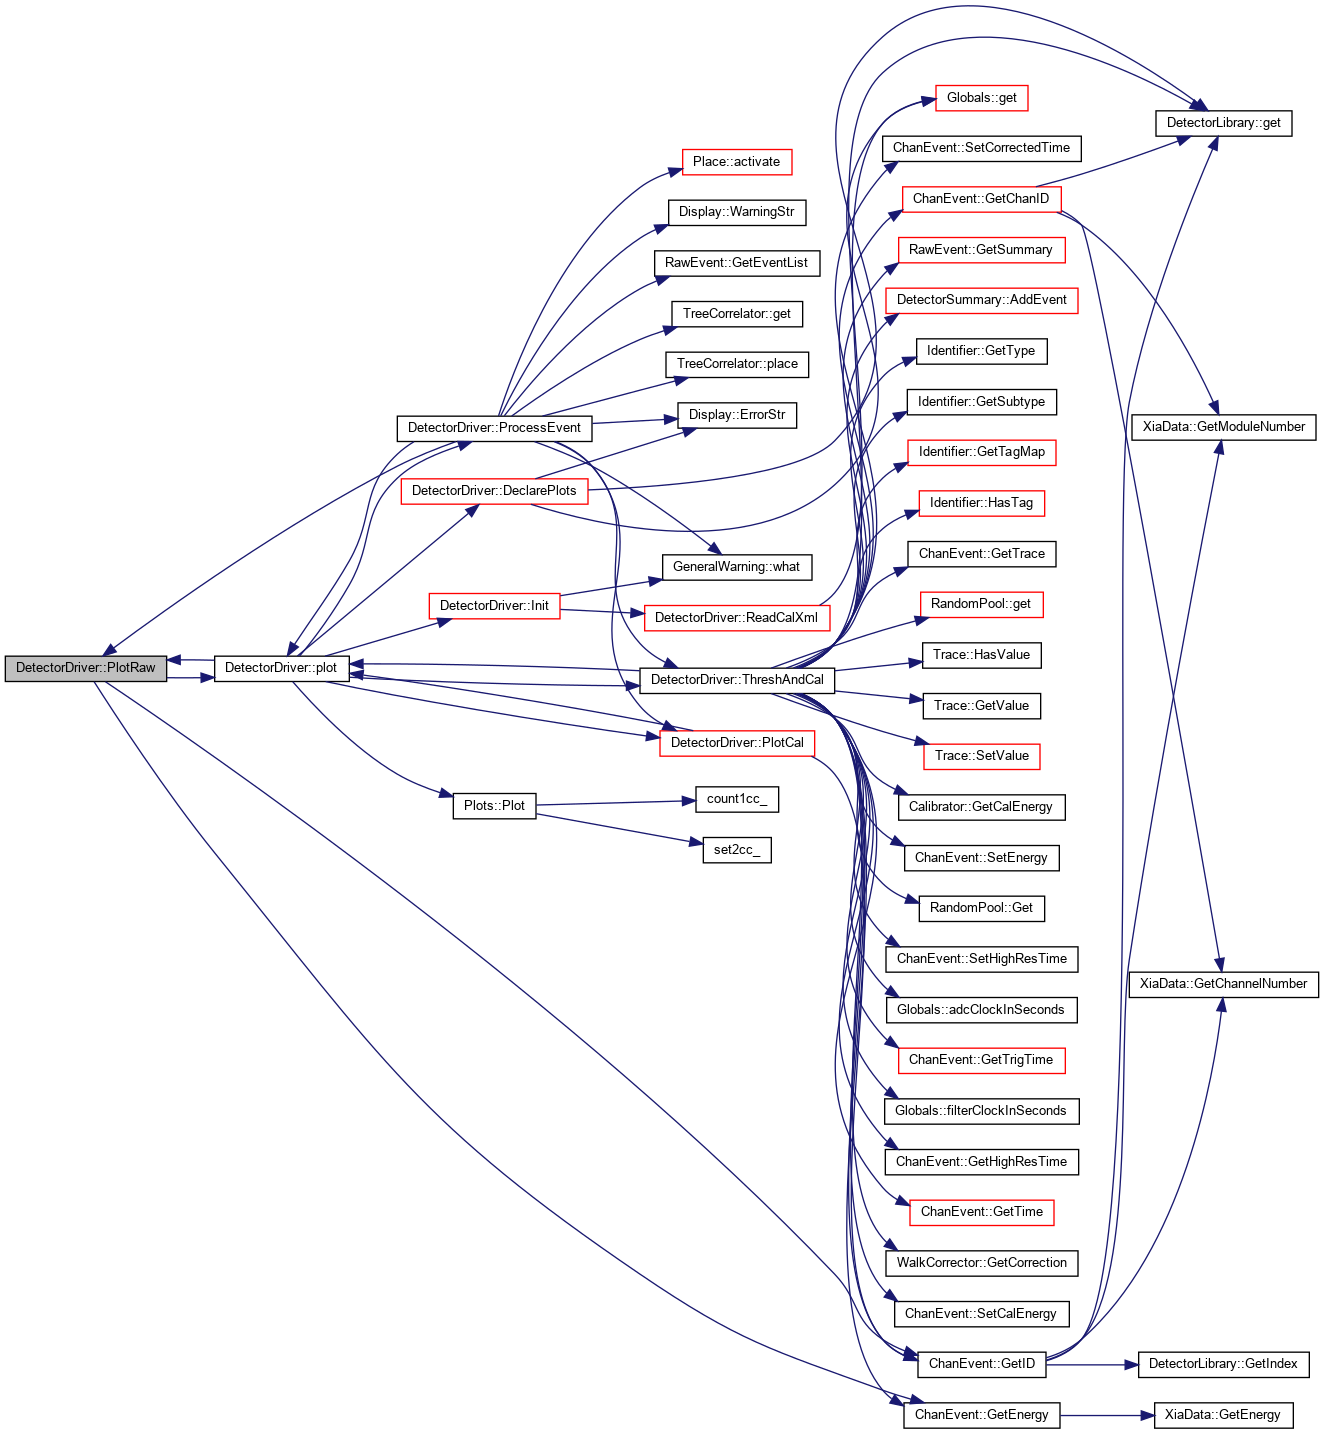 DetectorDriver::PlotRaw
DetectorDriver::plot
DetectorDriver::ProcessEvent
DetectorDriver::DeclarePlots
DetectorDriver::Init
Plots::Plot
Place::activate
Display::WarningStr
RawEvent::GetEventList
TreeCorrelator::get
TreeCorrelator::place
Display::ErrorStr
GeneralWarning::what
DetectorDriver::ReadCalXml
DetectorDriver::ThreshAndCal
DetectorDriver::PlotCal
count1cc_
set2cc_
Globals::get
ChanEvent::SetCorrectedTime
ChanEvent::GetChanID
RawEvent::GetSummary
DetectorSummary::AddEvent
Identifier::GetType
Identifier::GetSubtype
Identifier::GetTagMap
Identifier::HasTag
ChanEvent::GetTrace
RandomPool::get
Trace::HasValue
Trace::GetValue
Trace::SetValue
Calibrator::GetCalEnergy
ChanEvent::SetEnergy
RandomPool::Get
ChanEvent::SetHighResTime
Globals::adcClockInSeconds
ChanEvent::GetTrigTime
Globals::filterClockInSeconds
ChanEvent::GetHighResTime
ChanEvent::GetTime
WalkCorrector::GetCorrection
ChanEvent::SetCalEnergy
ChanEvent::GetID
ChanEvent::GetEnergy
DetectorLibrary::get
XiaData::GetModuleNumber
XiaData::GetChannelNumber
DetectorLibrary::GetIndex
XiaData::GetEnergy